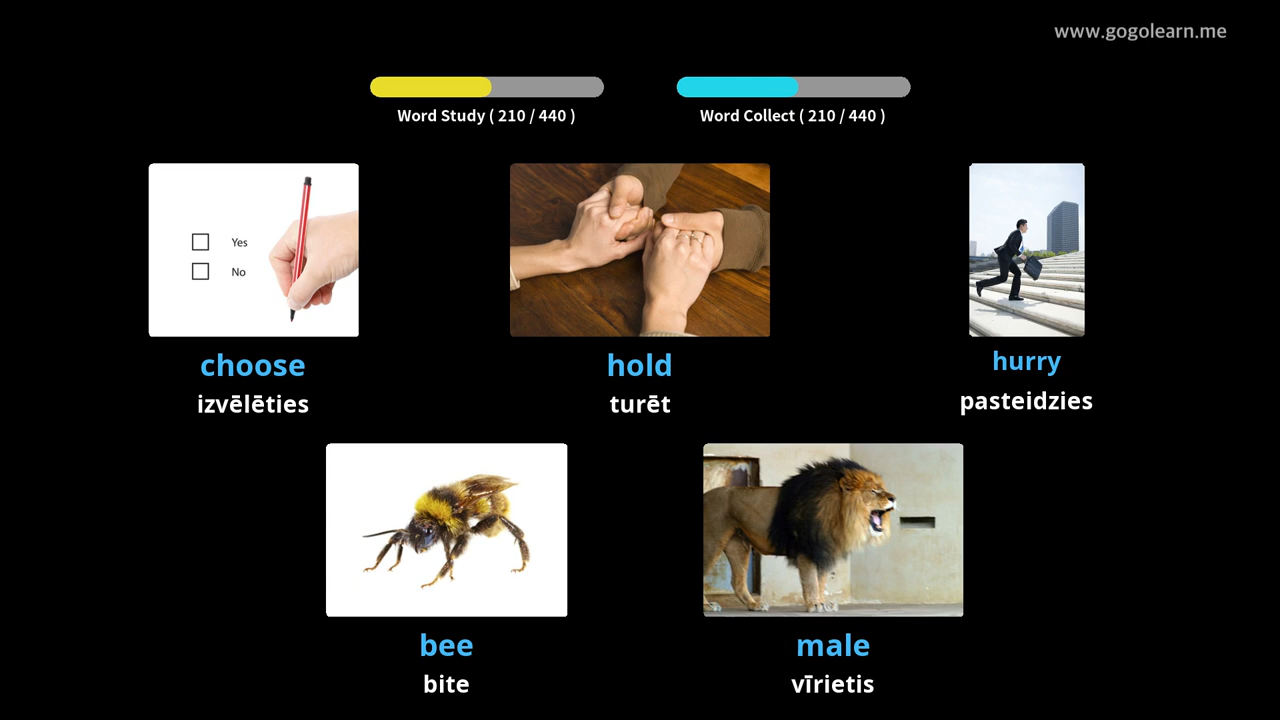 www.gogolearn.me
Word Study ( 210 / 440 )
Word Collect ( 210 / 440 )
Yes
No
choose
izvēlēties
hold
turēt
hurry
pasteidzies
bee
bite
male
vīrietis